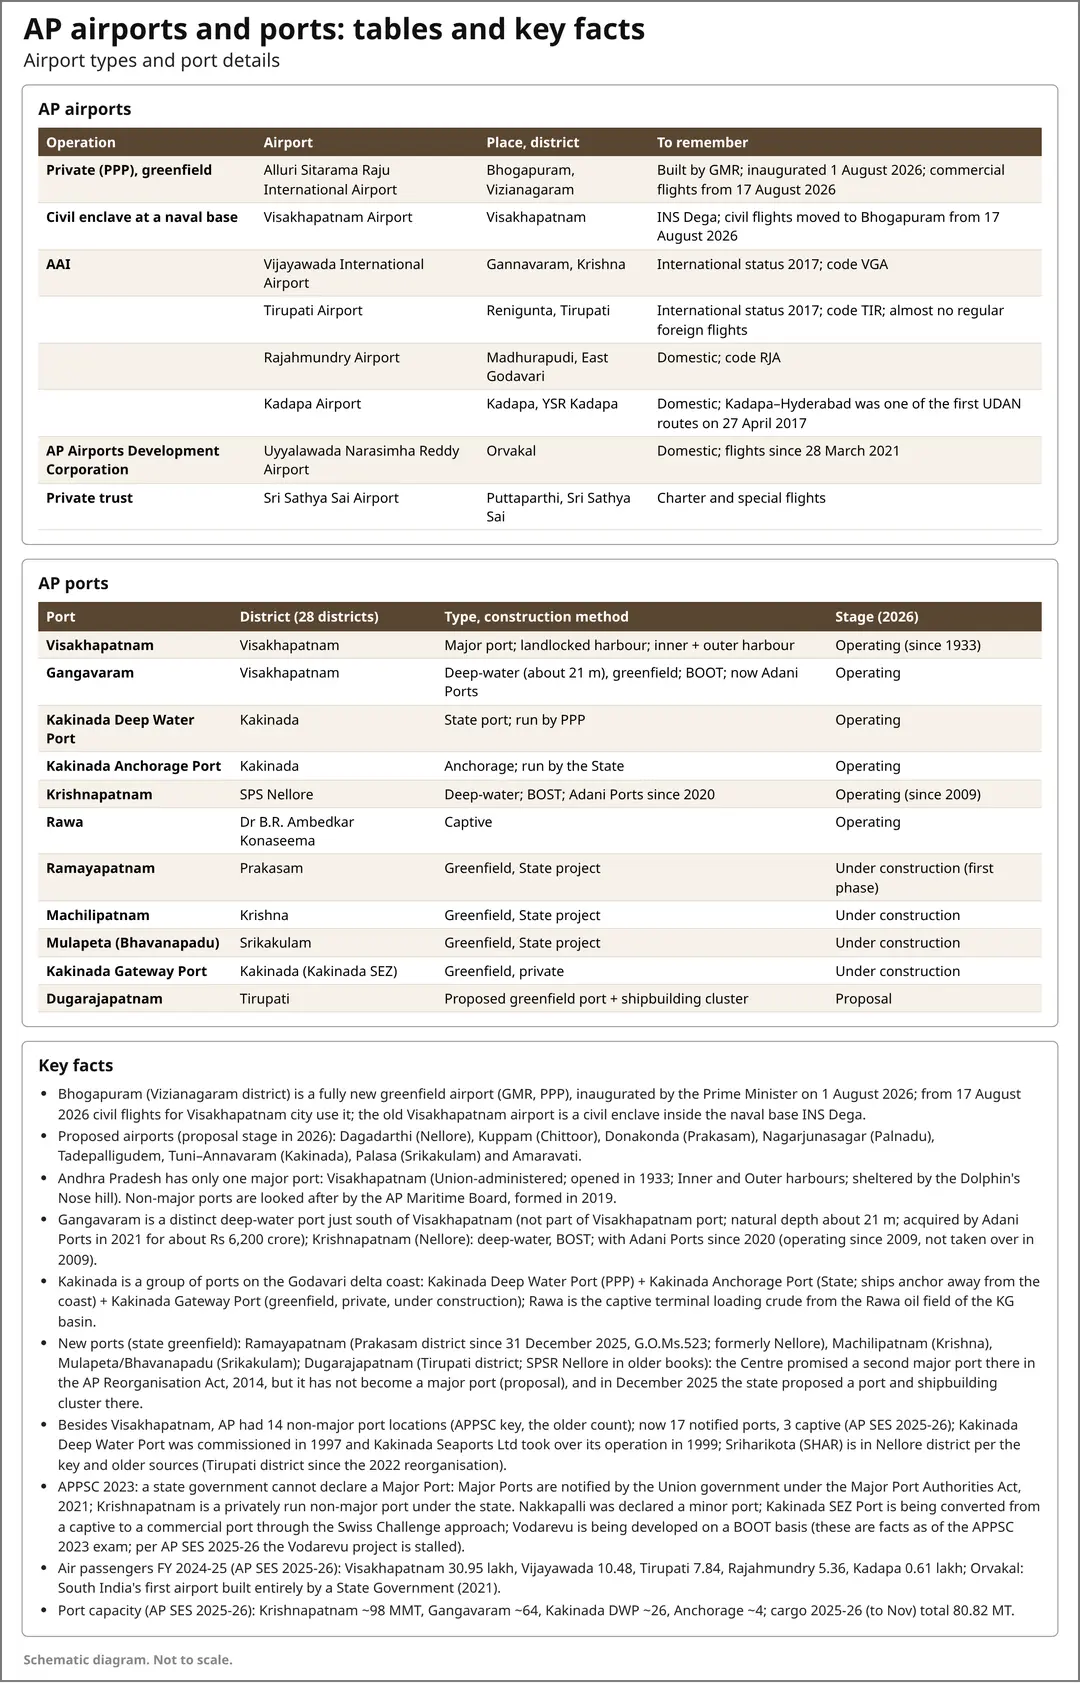 AP airports and ports: tables and key facts
Airport types and port details
AP airports
Operation Airport Place, district To remember
Private (PPP), greenfield Alluri Sitarama Raju International Airport Bhogapuram, Vizianagaram Built by GMR; inaugurated 1 August 2026; commercial flights from 17 August 2026
Civil enclave at a naval base Visakhapatnam Airport Visakhapatnam INS Dega; civil flights moved to Bhogapuram from 17 August 2026
AAI Vijayawada International Airport Gannavaram, Krishna International status 2017; code VGA
Tirupati Airport Renigunta, Tirupati International status 2017; code TIR; almost no regular foreign flights
Rajahmundry Airport Madhurapudi, East Godavari Domestic; code RJA
Kadapa Airport Kadapa, YSR Kadapa Domestic; Kadapa–Hyderabad was one of the first UDAN routes on 27 April 2017
AP Airports Development Corporation Uyyalawada Narasimha Reddy Airport Orvakal Domestic; flights since 28 March 2021
Private trust Sri Sathya Sai Airport Puttaparthi, Sri Sathya Sai Charter and special flights
AP ports
Port District (28 districts) Type, construction method Stage (2026)
Visakhapatnam Visakhapatnam Major port; landlocked harbour; inner + outer harbour Operating (since 1933)
Gangavaram Visakhapatnam Deep-water (about 21 m), greenfield; BOOT; now Adani Ports Operating
Kakinada Deep Water Port Kakinada State port; run by PPP Operating
Kakinada Anchorage Port Kakinada Anchorage; run by the State Operating
Krishnapatnam SPS Nellore Deep-water; BOST; Adani Ports since 2020 Operating (since 2009)
Rawa Dr B.R. Ambedkar Konaseema Captive Operating
Ramayapatnam Prakasam Greenfield, State project Under construction (first phase)
Machilipatnam Krishna Greenfield, State project Under construction
Mulapeta (Bhavanapadu) Srikakulam Greenfield, State project Under construction
Kakinada Gateway Port Kakinada (Kakinada SEZ) Greenfield, private Under construction
Dugarajapatnam Tirupati Proposed greenfield port + shipbuilding cluster Proposal
Key facts
• Bhogapuram (Vizianagaram district) is a fully new greenfield airport (GMR, PPP), inaugurated by the Prime Minister on 1 August 2026; from 17 August
2026 civil flights for Visakhapatnam city use it; the old Visakhapatnam airport is a civil enclave inside the naval base INS Dega.
• Proposed airports (proposal stage in 2026): Dagadarthi (Nellore), Kuppam (Chittoor), Donakonda (Prakasam), Nagarjunasagar (Palnadu),
Tadepalligudem, Tuni–Annavaram (Kakinada), Palasa (Srikakulam) and Amaravati.
• Andhra Pradesh has only one major port: Visakhapatnam (Union-administered; opened in 1933; Inner and Outer harbours; sheltered by the Dolphin's
Nose hill). Non-major ports are looked after by the AP Maritime Board, formed in 2019.
• Gangavaram is a distinct deep-water port just south of Visakhapatnam (not part of Visakhapatnam port; natural depth about 21 m; acquired by Adani
Ports in 2021 for about Rs 6,200 crore); Krishnapatnam (Nellore): deep-water, BOST; with Adani Ports since 2020 (operating since 2009, not taken over in
2009).
• Kakinada is a group of ports on the Godavari delta coast: Kakinada Deep Water Port (PPP) + Kakinada Anchorage Port (State; ships anchor away from the
coast) + Kakinada Gateway Port (greenfield, private, under construction); Rawa is the captive terminal loading crude from the Rawa oil field of the KG
basin.
• New ports (state greenfield): Ramayapatnam (Prakasam district since 31 December 2025, G.O.Ms.523; formerly Nellore), Machilipatnam (Krishna),
Mulapeta/Bhavanapadu (Srikakulam); Dugarajapatnam (Tirupati district; SPSR Nellore in older books): the Centre promised a second major port there in
the AP Reorganisation Act, 2014, but it has not become a major port (proposal), and in December 2025 the state proposed a port and shipbuilding
cluster there.
• Besides Visakhapatnam, AP had 14 non-major port locations (APPSC key, the older count); now 17 notified ports, 3 captive (AP SES 2025-26); Kakinada
Deep Water Port was commissioned in 1997 and Kakinada Seaports Ltd took over its operation in 1999; Sriharikota (SHAR) is in Nellore district per the
key and older sources (Tirupati district since the 2022 reorganisation).
• APPSC 2023: a state government cannot declare a Major Port: Major Ports are notified by the Union government under the Major Port Authorities Act,
2021; Krishnapatnam is a privately run non-major port under the state. Nakkapalli was declared a minor port; Kakinada SEZ Port is being converted from
a captive to a commercial port through the Swiss Challenge approach; Vodarevu is being developed on a BOOT basis (these are facts as of the APPSC
2023 exam; per AP SES 2025-26 the Vodarevu project is stalled).
• Air passengers FY 2024-25 (AP SES 2025-26): Visakhapatnam 30.95 lakh, Vijayawada 10.48, Tirupati 7.84, Rajahmundry 5.36, Kadapa 0.61 lakh; Orvakal:
South India's first airport built entirely by a State Government (2021).
• Port capacity (AP SES 2025-26): Krishnapatnam ~98 MMT, Gangavaram ~64, Kakinada DWP ~26, Anchorage ~4; cargo 2025-26 (to Nov) total 80.82 MT.
Schematic diagram. Not to scale.